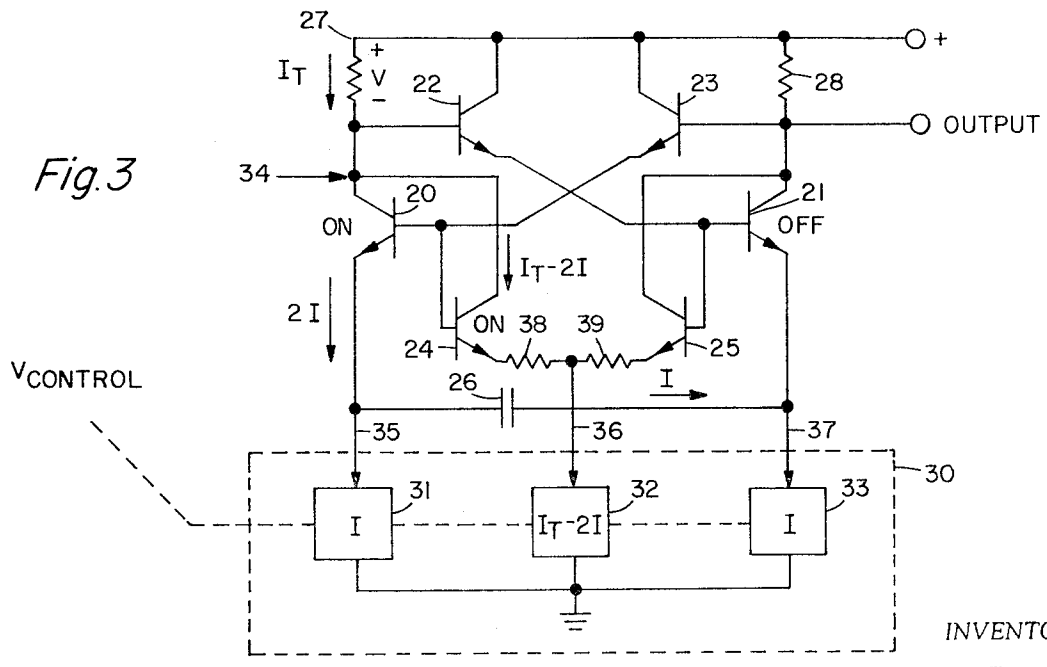 27
+
V
−
I_T
22
23
28
+
OUTPUT
Fig. 3
34
20
ON
21
OFF
I_T-2I
2I
24
ON
38
39
25
26
I
V_CONTROL
35
36
37
30
31
I
32
I_T-2I
33
I
INVENTO